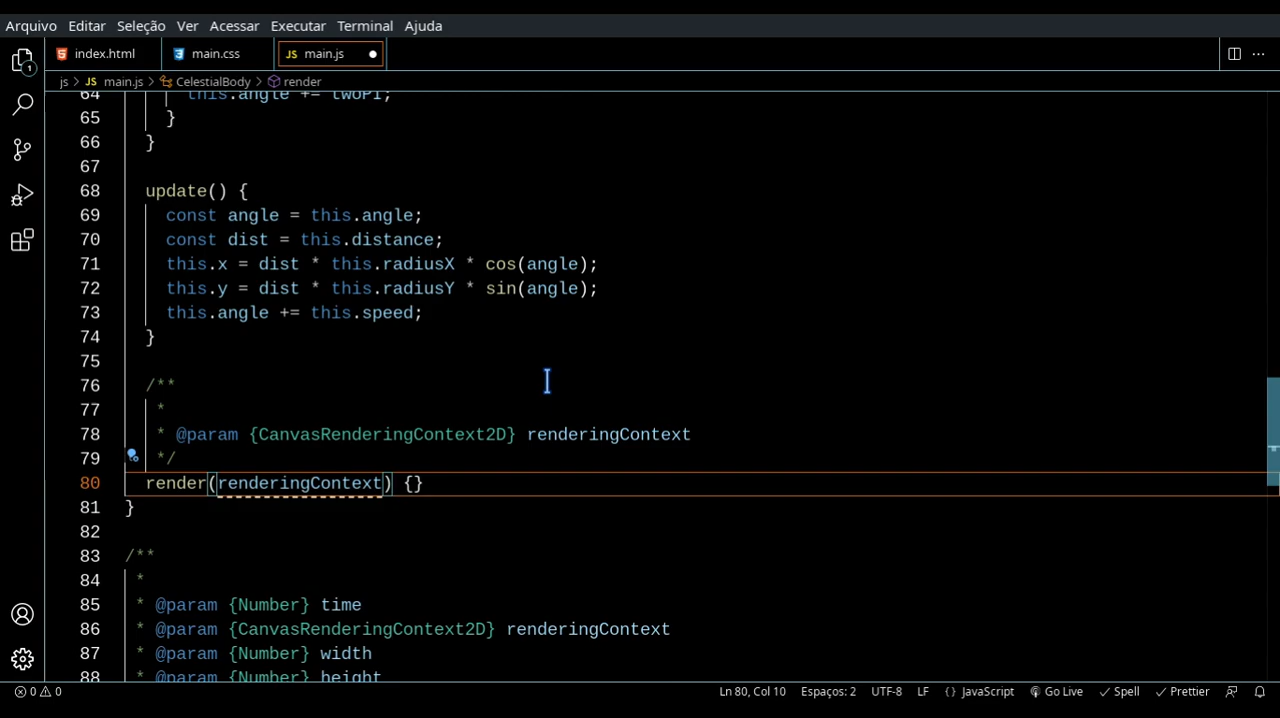 Arquivo Editar Seleção Ver Acessar Executar Terminal Ajuda
1
index.html
main.css
JS main.js
js > JS main.js > CelestialBody > render
64 this.angle += twoPi;
65 }
66 }
67
68 update() {
69 const angle = this.angle;
70 const dist = this.distance;
71 this.x = dist * this.radiusX * cos(angle);
72 this.y = dist * this.radiusY * sin(angle);
73 this.angle += this.speed;
74 }
75
76 /**
77 *
78 * @param {CanvasRenderingContext2D} renderingContext
79 */
80 render(renderingContext) {}
81 }
82
83 /**
84 *
85 * @param {Number} time
86 * @param {CanvasRenderingContext2D} renderingContext
87 * @param {Number} width
88 * @param {Number} height
0 0 Ln 80, Col 10 Espaços: 2 UTF-8 LF {} JavaScript Go Live Spell Prettier